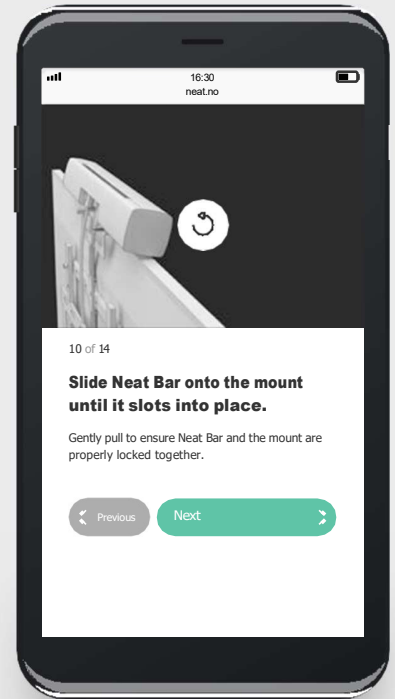 16:30
neat.no
10 of 14
Slide Neat Bar onto the mount
until it slots into place.
Gently pull to ensure Neat Bar and the mount are
properly locked together.
Previous
Next